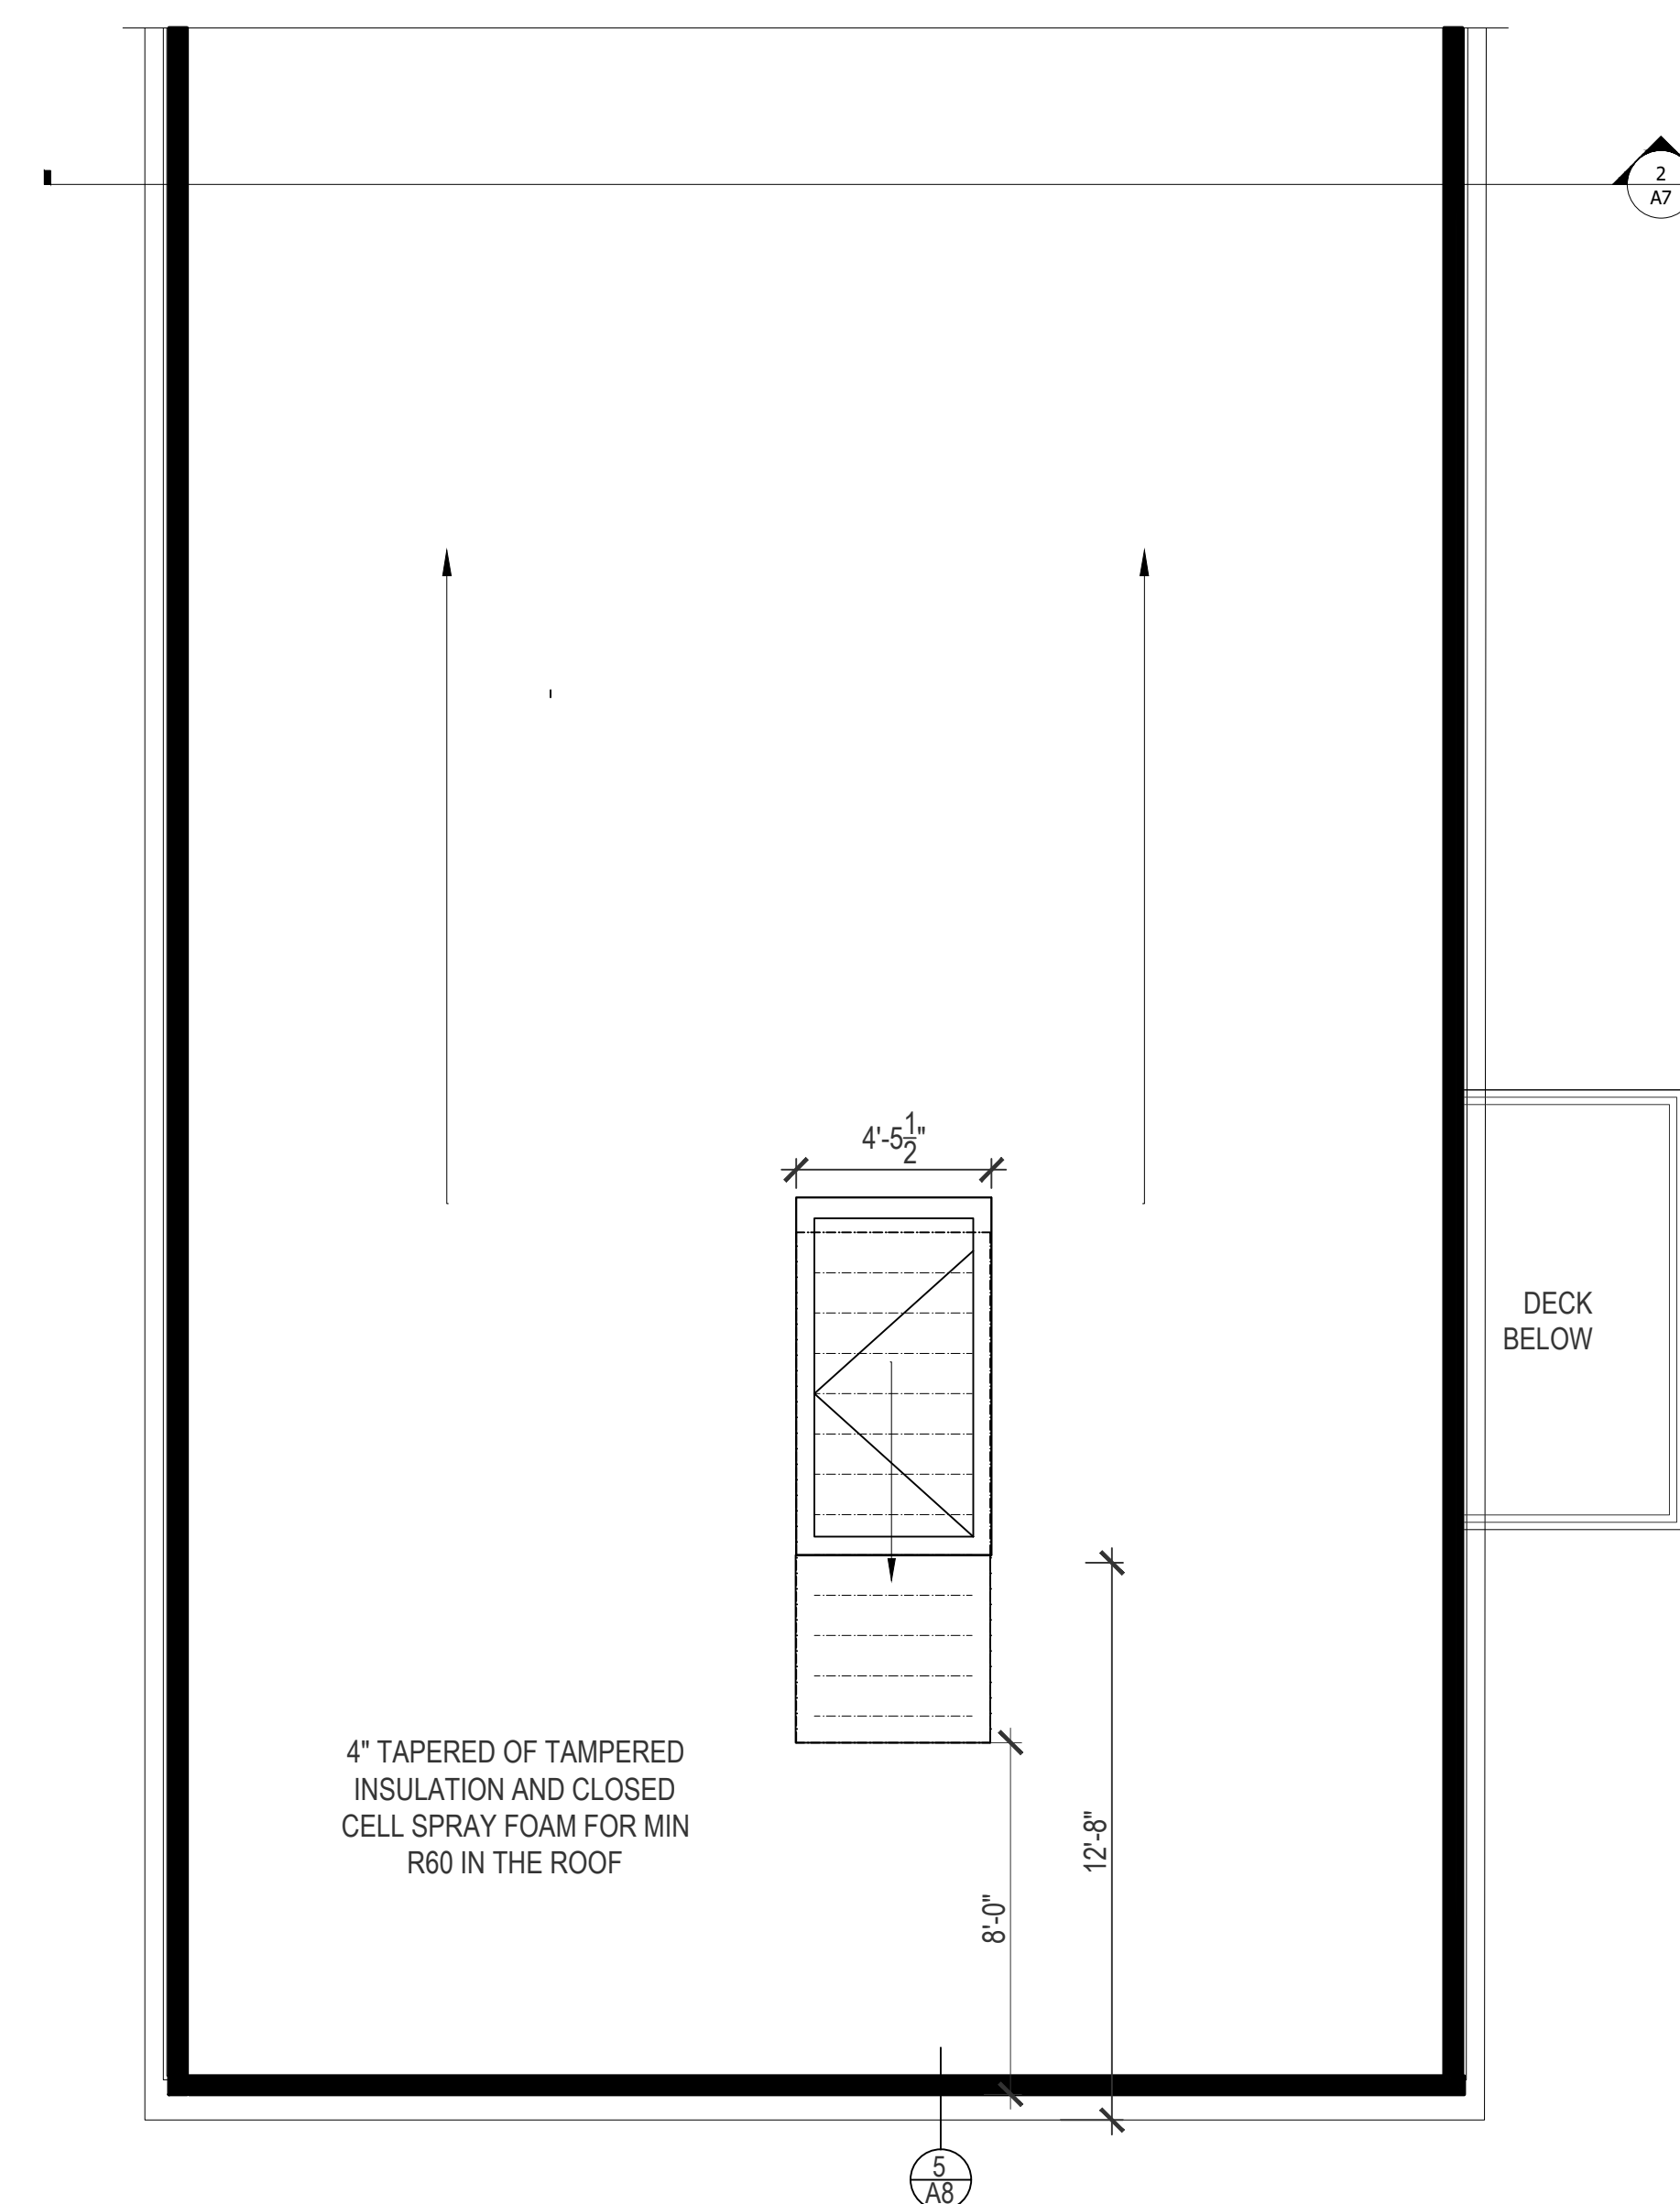 2
A7
4'-5 1/2"
DECK
BELOW
4" TAPERED OF TAMPERED
INSULATION AND CLOSED
CELL SPRAY FOAM FOR MIN
R60 IN THE ROOF
12'-8"
8'-0"
5
A8